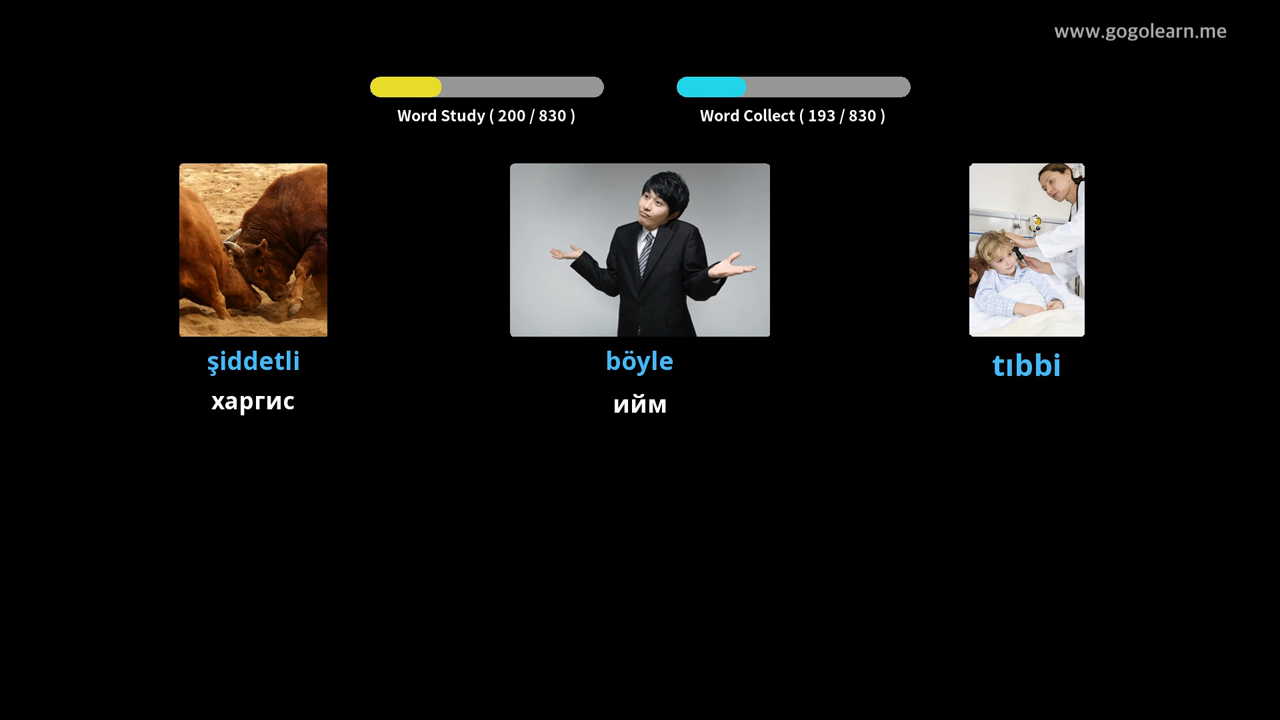 www.gogolearn.me
Word Study ( 200 / 830 )
Word Collect ( 193 / 830 )
şiddetli
харгис
böyle
ийм
tıbbi